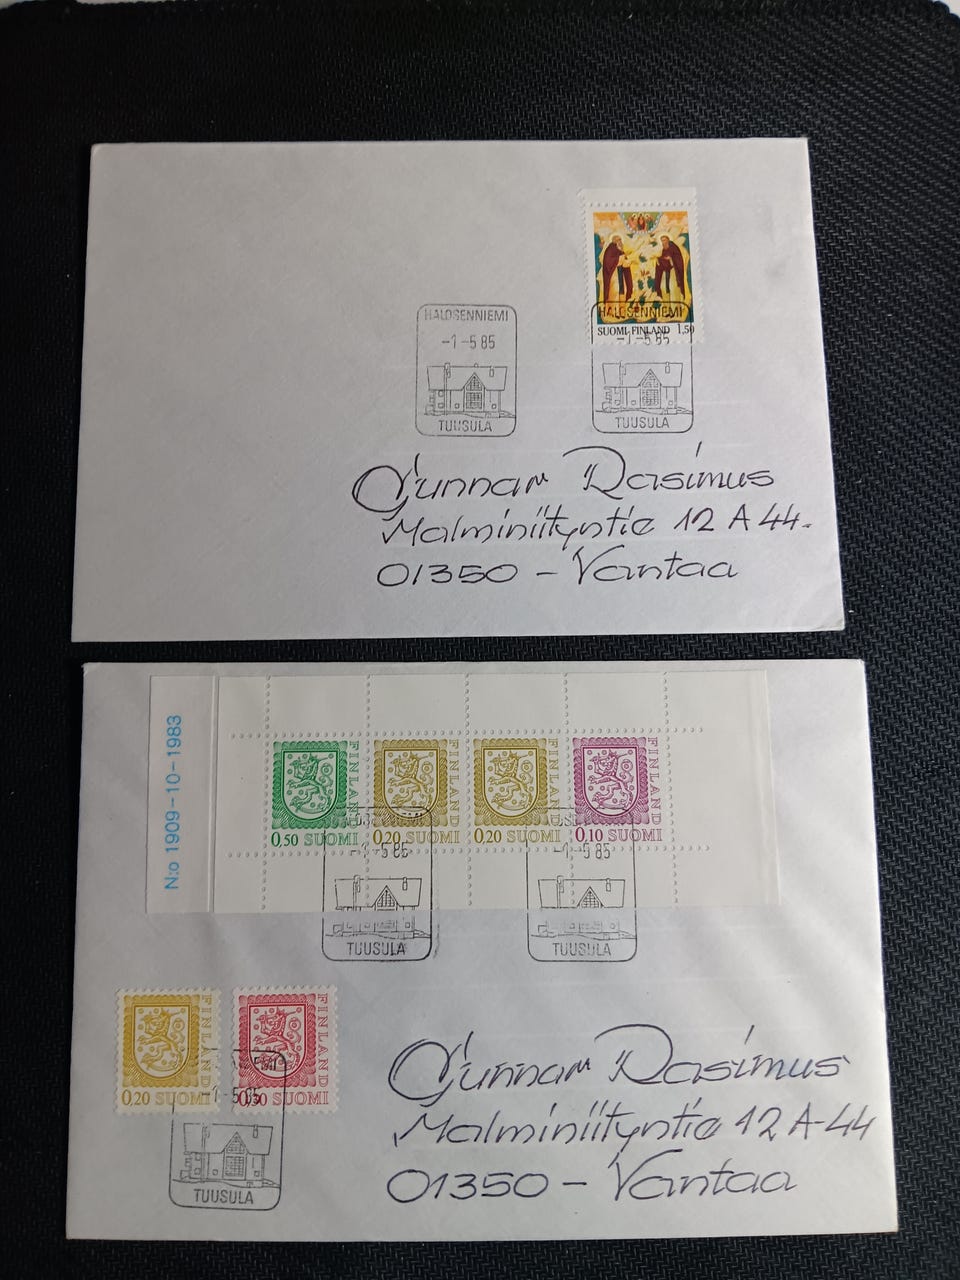 SUOMI-FINLAND 1,50
HALOSENNIEMI
-1-5 85
TUUSULA
HALOSENNIEMI
-1-5 85
TUUSULA
Gunnar Rasimus
Malminiityntie 12 A 44.
01350 - Vantaa
N:o 1909-10-1983
FINLAND
0,50 SUOMI
FINLAND
0,20 SUOMI
FINLAND
0,20 SUOMI
FINLAND
0,10 SUOMI
-1-5 85
TUUSULA
-1-5 85
TUUSULA
FINLAND
0,20 SUOMI
FINLAND
SUOMI
-1-5 85
TUUSULA
Gunnar Rasimus
Malminiityntie 12 A-44
01350 - Vantaa